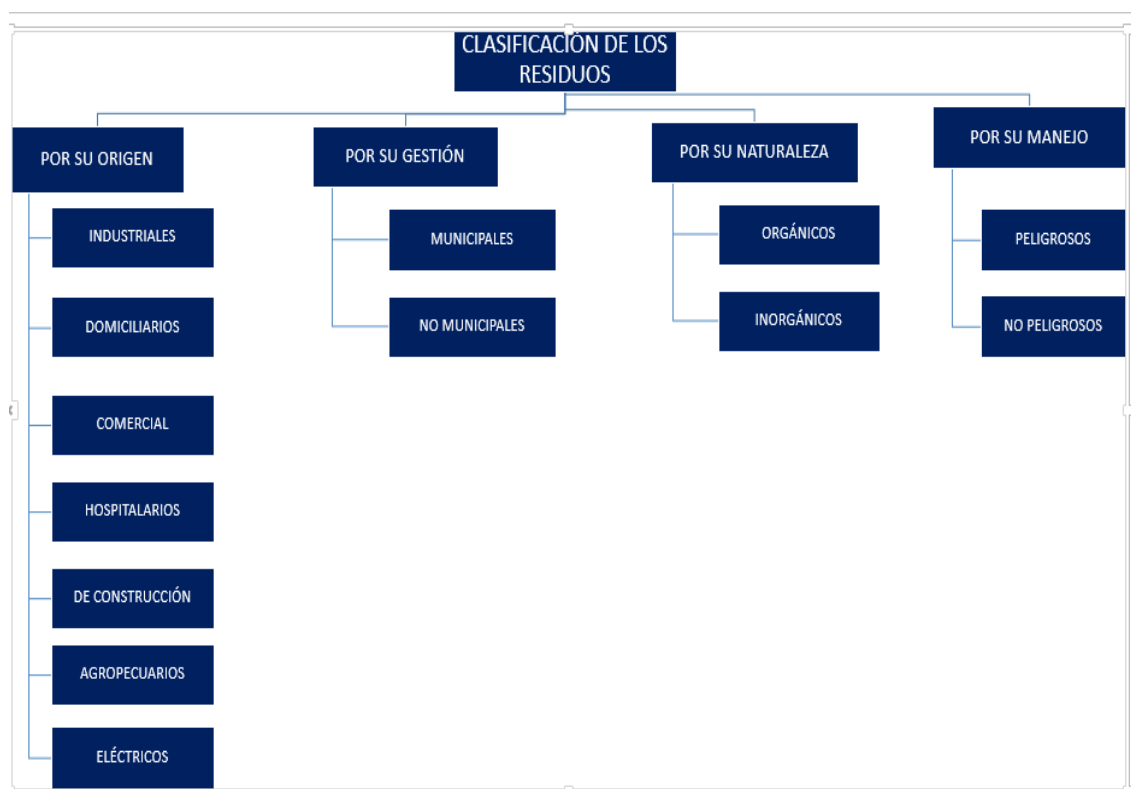 CLASIFICACIÓN DE LOS
RESIDUOS
POR SU ORIGEN
INDUSTRIALES
DOMICILIARIOS
COMERCIAL
HOSPITALARIOS
DE CONSTRUCCIÓN
AGROPECUARIOS
ELÉCTRICOS
POR SU GESTIÓN
MUNICIPALES
NO MUNICIPALES
POR SU NATURALEZA
ORGÁNICOS
INORGÁNICOS
POR SU MANEJO
PELIGROSOS
NO PELIGROSOS